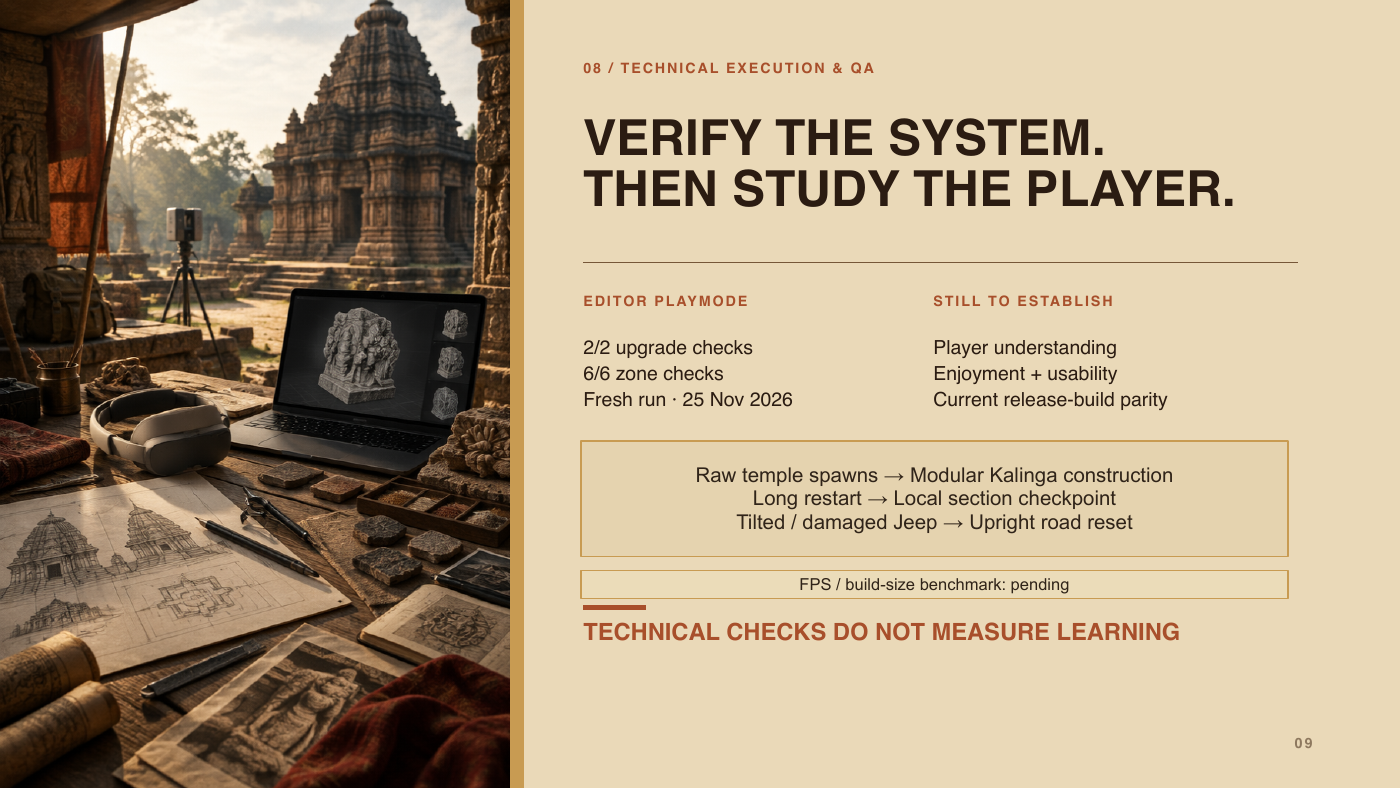 08 / TECHNICAL EXECUTION & QA
VERIFY THE SYSTEM.
THEN STUDY THE PLAYER.
EDITOR PLAYMODE
2/2 upgrade checks
6/6 zone checks
Fresh run · 25 Nov 2026
STILL TO ESTABLISH
Player understanding
Enjoyment + usability
Current release-build parity
Raw temple spawns → Modular Kalinga construction
Long restart → Local section checkpoint
Tilted / damaged Jeep → Upright road reset
FPS / build-size benchmark: pending
TECHNICAL CHECKS DO NOT MEASURE LEARNING
09